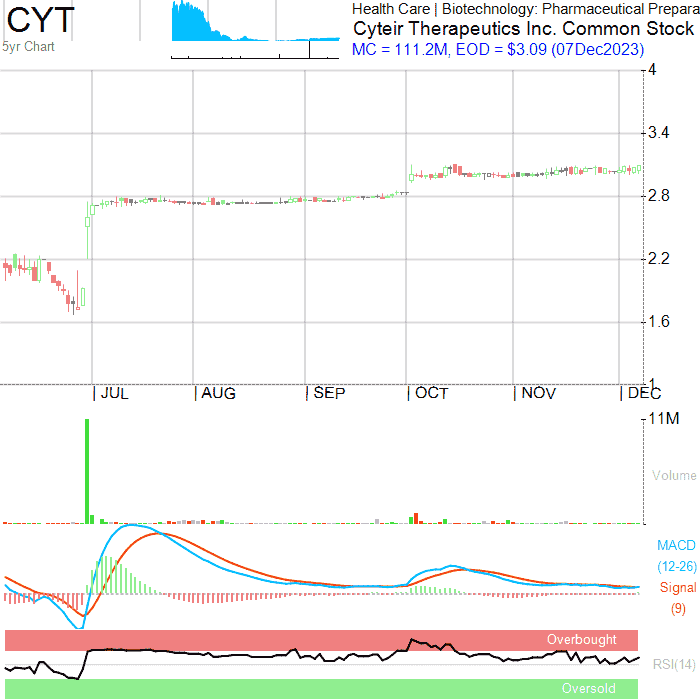 CYT
Health Care | Biotechnology: Pharmaceutical Prepara
Cyteir Therapeutics Inc. Common Stock
MC = 111.2M, EOD = $3.09 (07Dec2023)
5yr Chart
4
3.4
2.8
2.2
1.6
1
JUL AUG SEP OCT NOV DEC
11M
Volume
MACD
(12-26)
Signal
(9)
Overbought
RSI(14)
Oversold